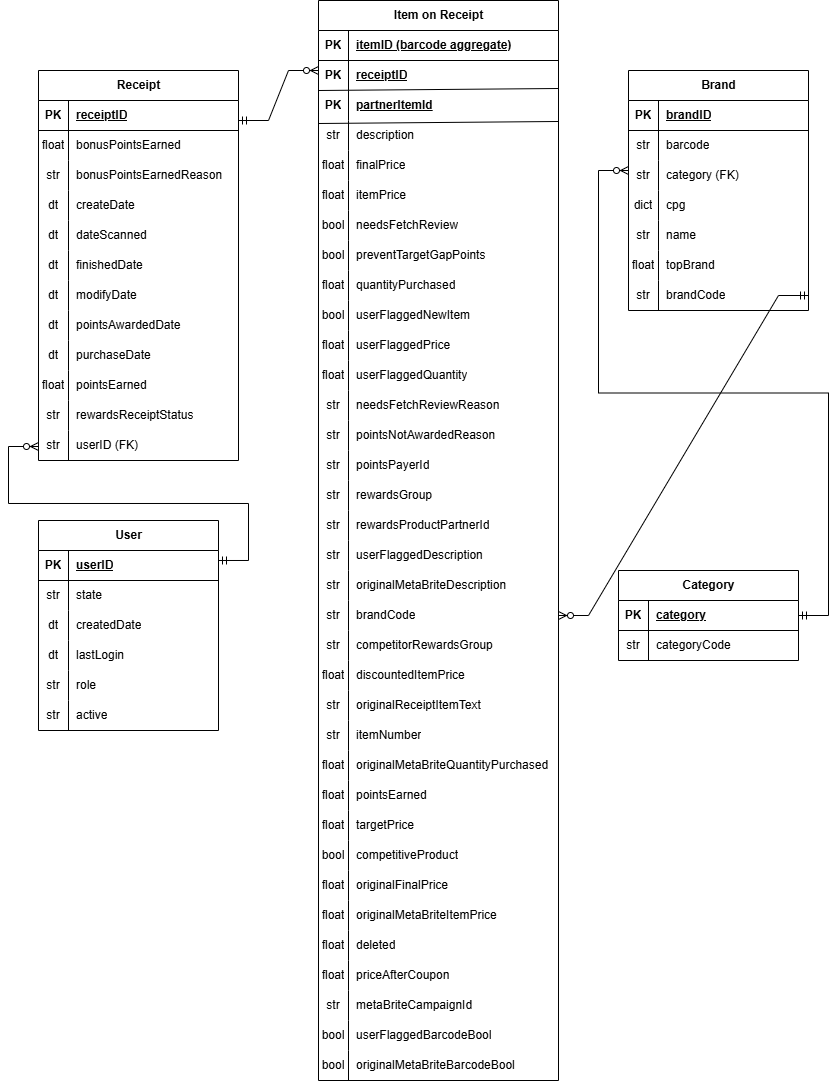 Receipt
PK receiptID
float bonusPointsEarned
str bonusPointsEarnedReason
dt createDate
dt dateScanned
dt finishedDate
dt modifyDate
dt pointsAwardedDate
dt purchaseDate
float pointsEarned
str rewardsReceiptStatus
str userID (FK)
User
PK userID
str state
dt createdDate
dt lastLogin
str role
str active
Item on Receipt
PK itemID (barcode aggregate)
PK receiptID
PK partnerItemId
str description
float finalPrice
float itemPrice
bool needsFetchReview
bool preventTargetGapPoints
float quantityPurchased
bool userFlaggedNewItem
float userFlaggedPrice
float userFlaggedQuantity
str needsFetchReviewReason
str pointsNotAwardedReason
str pointsPayerId
str rewardsGroup
str rewardsProductPartnerId
str userFlaggedDescription
str originalMetaBriteDescription
str brandCode
str competitorRewardsGroup
float discountedItemPrice
str originalReceiptItemText
str itemNumber
float originalMetaBriteQuantityPurchased
float pointsEarned
float targetPrice
bool competitiveProduct
float originalFinalPrice
float originalMetaBriteItemPrice
float deleted
float priceAfterCoupon
str metaBriteCampaignId
bool userFlaggedBarcodeBool
bool originalMetaBriteBarcodeBool
Brand
PK brandID
str barcode
str category (FK)
dict cpg
str name
float topBrand
str brandCode
Category
PK category
str categoryCode